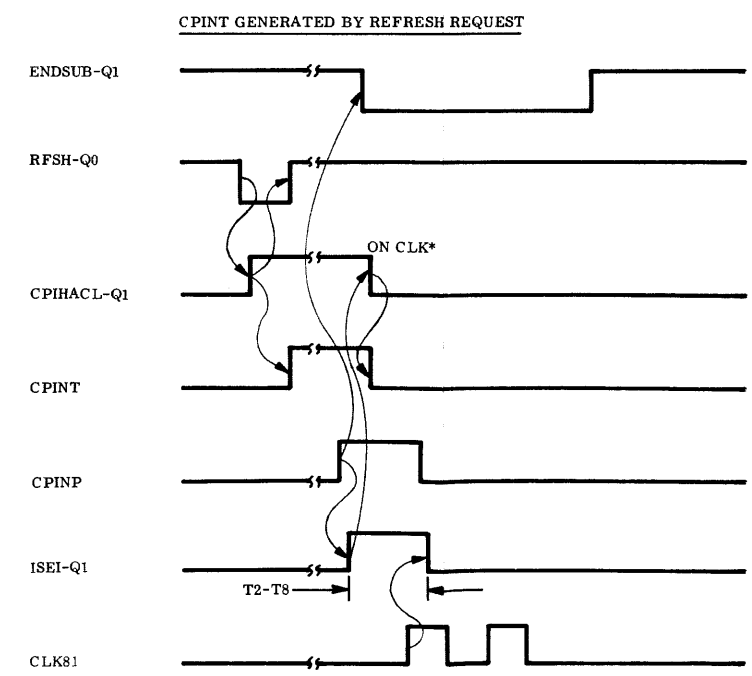 CPINT GENERATED BY REFRESH REQUEST
ENDSUB-Q1
RFSH-Q0
ON CLK*
CPIHACL-Q1
CPINT
CPINP
ISEI-Q1
T2-T8
CLK81